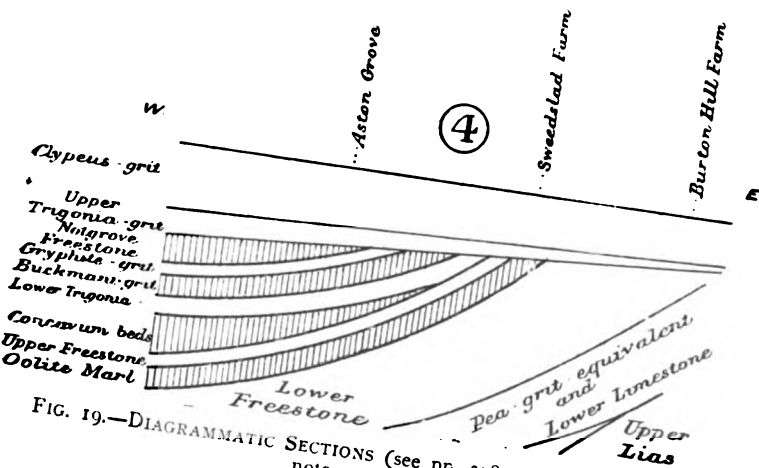 W
Aston Grove
4
Sweedslad Farm
Burton Hill Farm
E
Clypeus-grit
Upper
Trigonia-grit
Notgrove
Freestone
Gryphite-grit
Buckmani-grit
Lower Trigonia
Concavum beds
Upper Freestone
Oolite Marl
Lower
Freestone
Pea-grit equivalent
and
Lower Limestone
Upper
Lias
FIG. 19.—DIAGRAMMATIC SECTIONS (see pp.